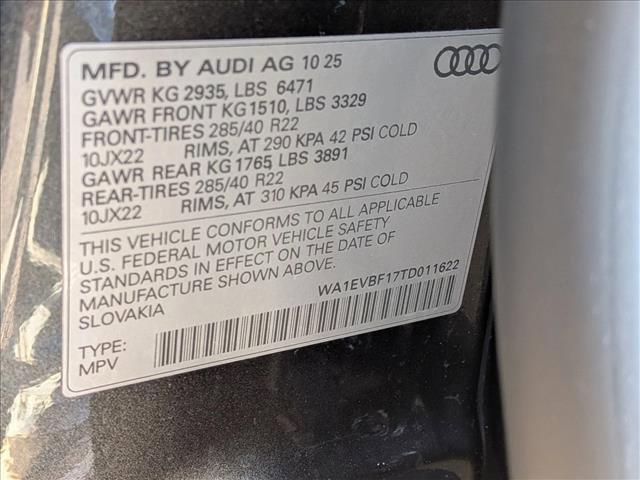 MFD. BY AUDI AG 10 25
GVWR KG 2935, LBS 6471
GAWR FRONT KG 1510, LBS 3329
FRONT-TIRES 285/40 R22
10JX22 RIMS, AT 290 KPA 42 PSI COLD
GAWR REAR KG 1765, LBS 3891
REAR-TIRES 285/40 R22
10JX22 RIMS, AT 310 KPA 45 PSI COLD
THIS VEHICLE CONFORMS TO ALL APPLICABLE
U.S. FEDERAL MOTOR VEHICLE SAFETY
STANDARDS IN EFFECT ON THE DATE OF
MANUFACTURE SHOWN ABOVE.
SLOVAKIA
WA1EVBF17TD011622
TYPE:
MPV